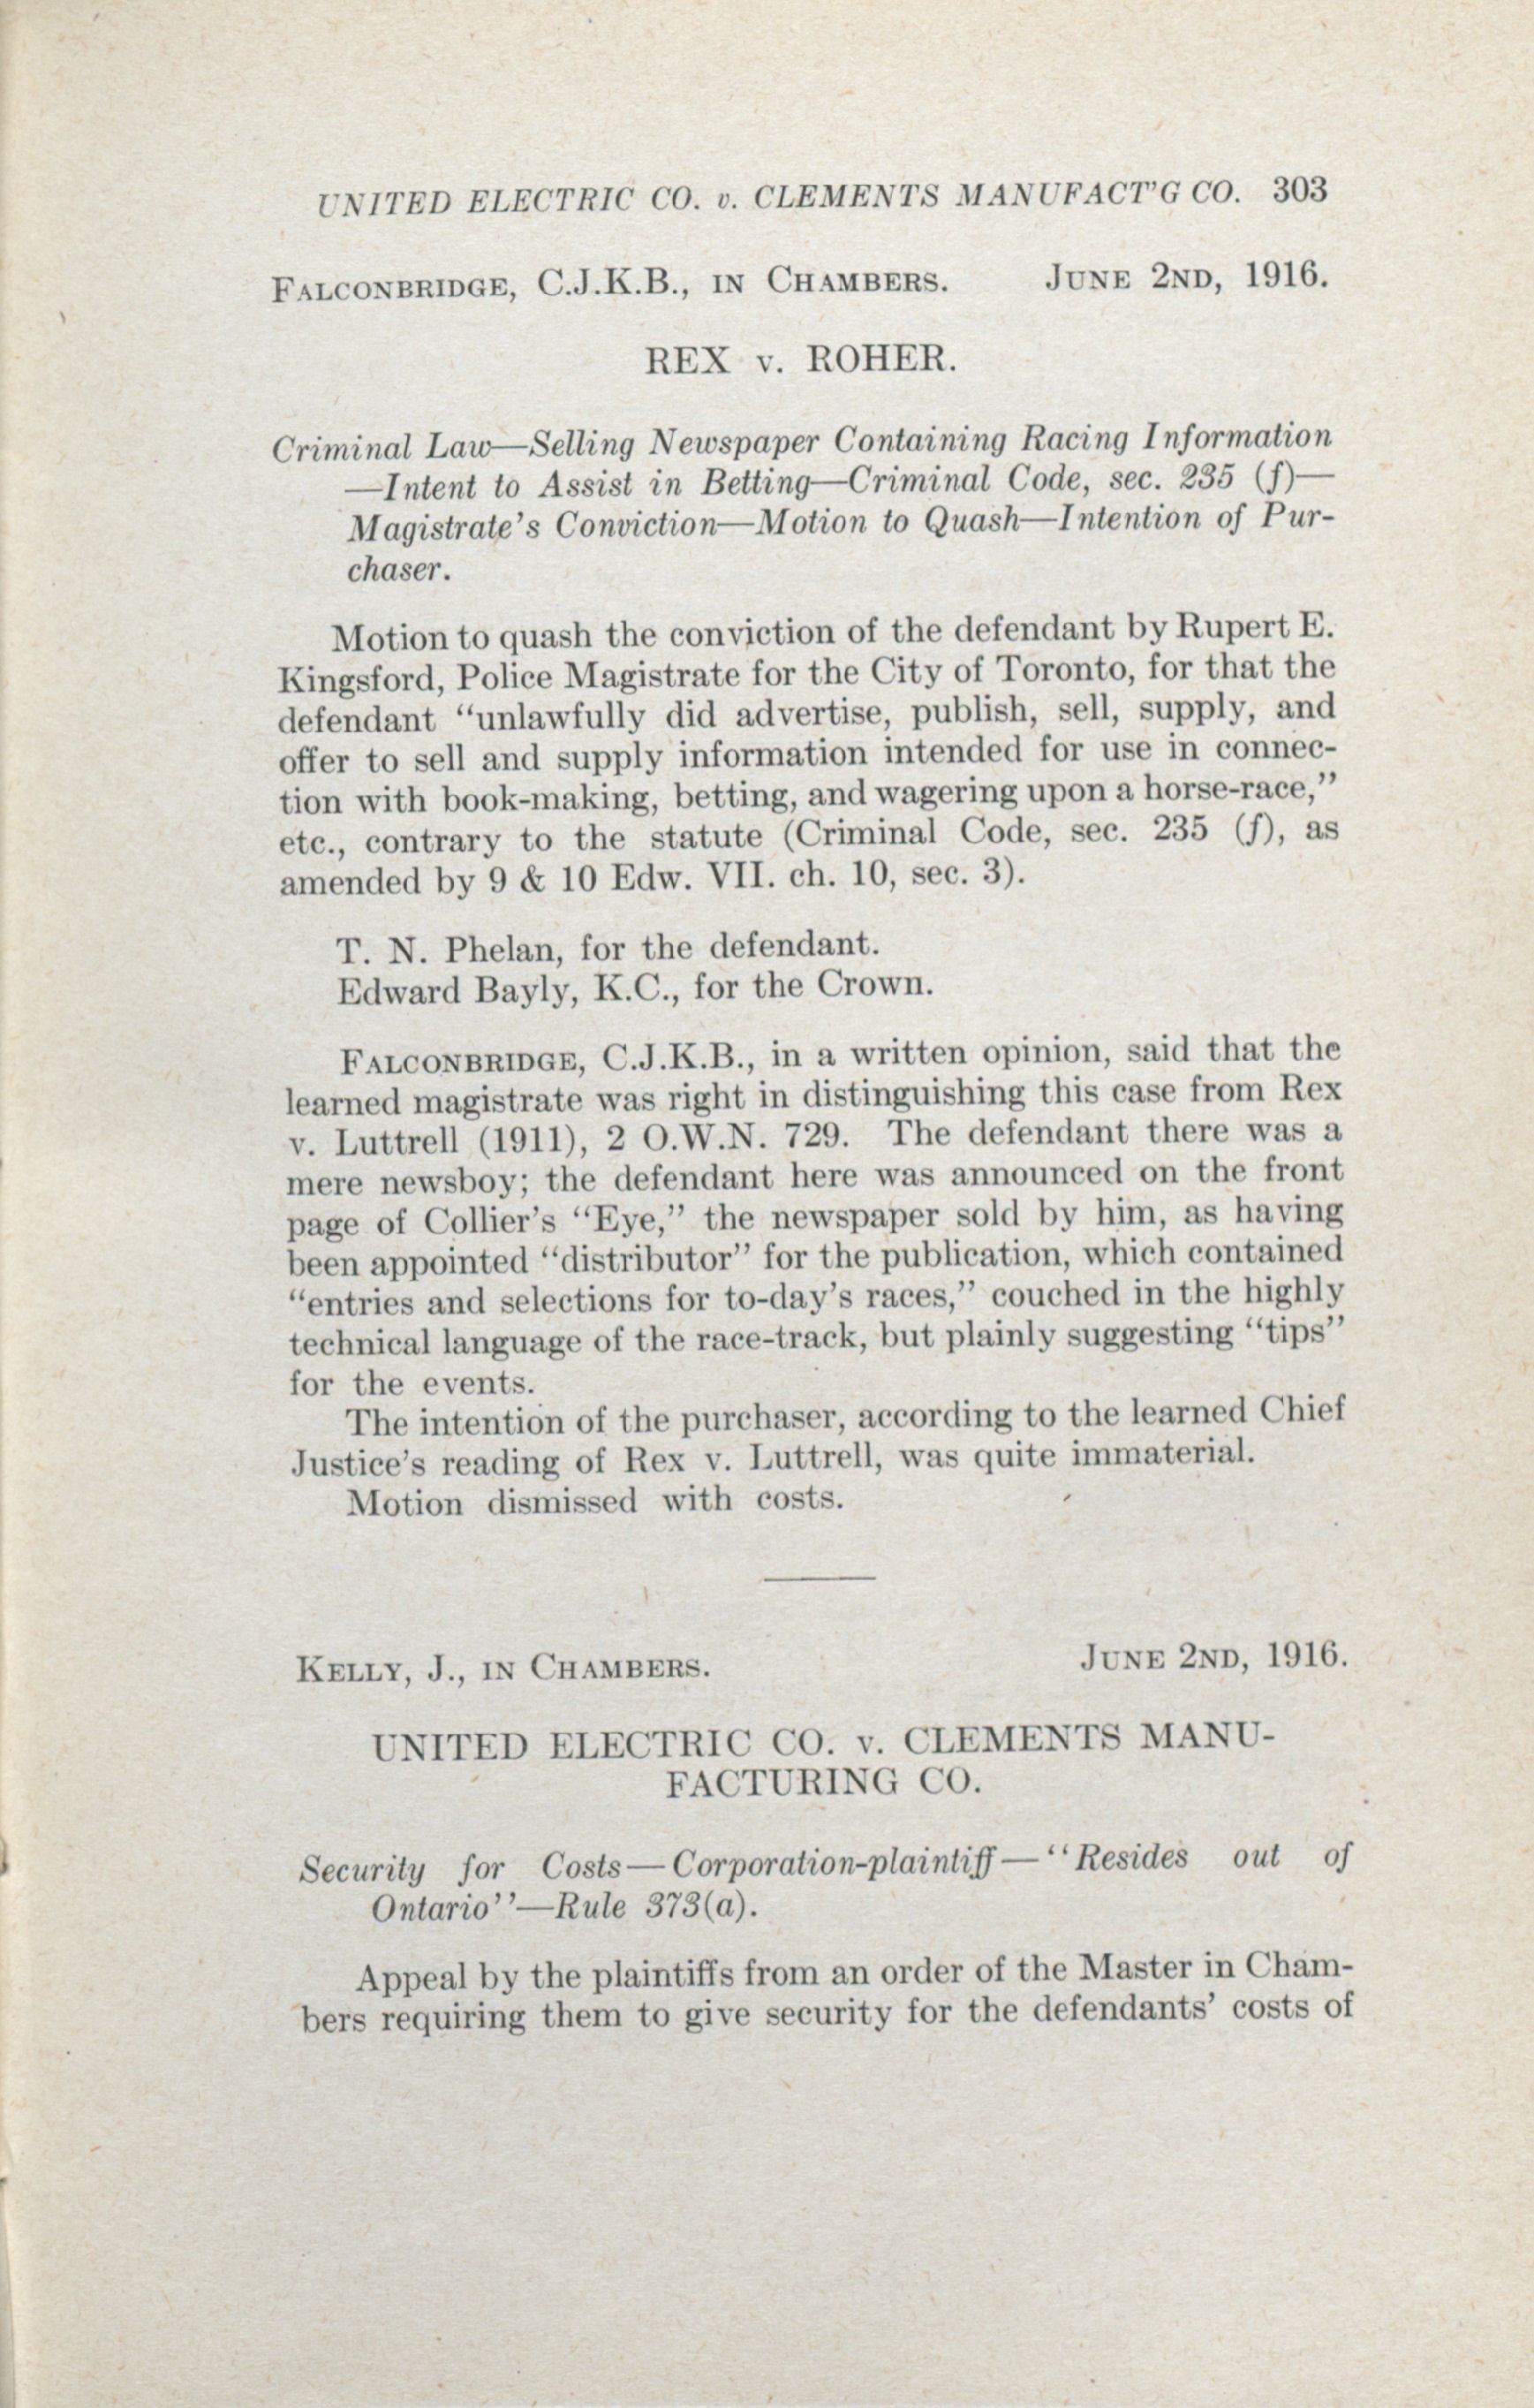 UNITED ELECTRIC CO. v. CLEMENTS MANUFACT'G CO. 303
FALCONBRIDGE, C.J.K.B., IN CHAMBERS. JUNE 2ND, 1916.
REX v. ROHER.
Criminal Law—Selling Newspaper Containing Racing Information
—Intent to Assist in Betting—Criminal Code, sec. 235 (f)—
Magistrate's Conviction—Motion to Quash—Intention of Pur-
chaser.
Motion to quash the conviction of the defendant by Rupert E.
Kingsford, Police Magistrate for the City of Toronto, for that the
defendant "unlawfully did advertise, publish, sell, supply, and
offer to sell and supply information intended for use in connec-
tion with book-making, betting, and wagering upon a horse-race,"
etc., contrary to the statute (Criminal Code, sec. 235 (f), as
amended by 9 & 10 Edw. VII. ch. 10, sec. 3).
T. N. Phelan, for the defendant.
Edward Bayly, K.C., for the Crown.
FALCONBRIDGE, C.J.K.B., in a written opinion, said that the
learned magistrate was right in distinguishing this case from Rex
v. Luttrell (1911), 2 O.W.N. 729. The defendant there was a
mere newsboy; the defendant here was announced on the front
page of Collier's "Eye," the newspaper sold by him, as having
been appointed "distributor" for the publication, which contained
"entries and selections for to-day's races," couched in the highly
technical language of the race-track, but plainly suggesting "tips"
for the events.
The intention of the purchaser, according to the learned Chief
Justice's reading of Rex v. Luttrell, was quite immaterial.
Motion dismissed with costs.
KELLY, J., IN CHAMBERS. JUNE 2ND, 1916.
UNITED ELECTRIC CO. v. CLEMENTS MANU-
FACTURING CO.
Security for Costs—Corporation-plaintiff—"Resides out of
Ontario"—Rule 373(a).
Appeal by the plaintiffs from an order of the Master in Cham-
bers requiring them to give security for the defendants' costs of